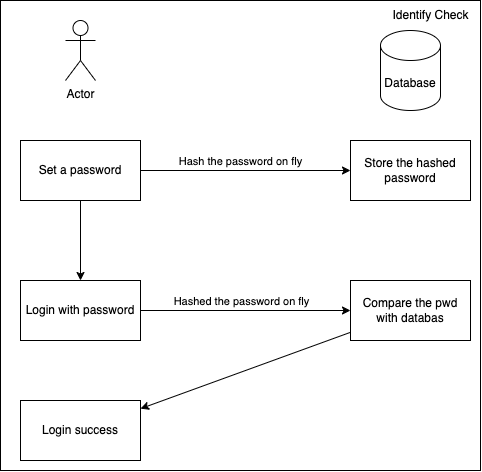 Identify Check
Database
Actor
Set a password
Hash the password on fly
Store the hashed
password
Login with password
Hashed the password on fly
Compare the pwd
with databas
Login success